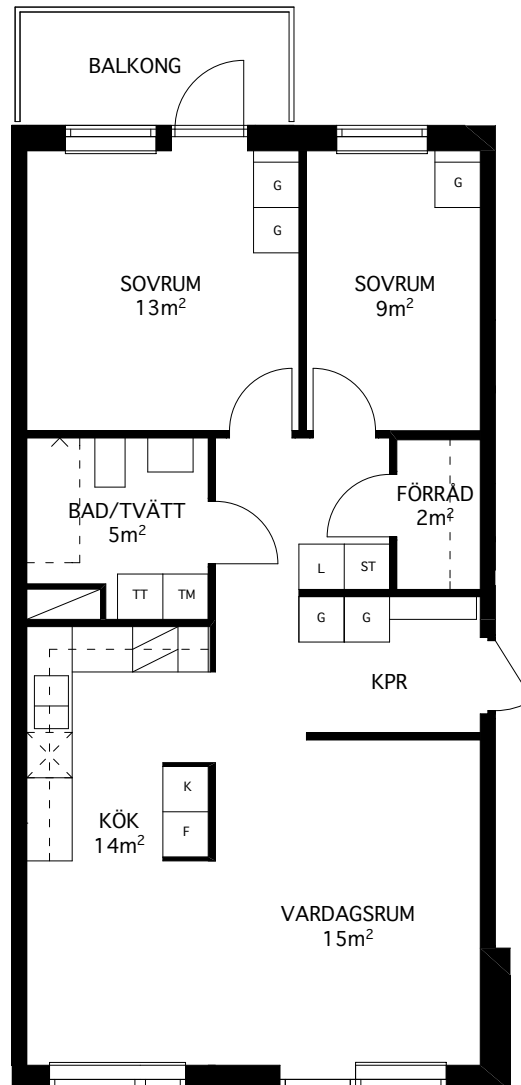 BALKONG
G
G
G
SOVRUM
13m²
SOVRUM
9m²
BAD/TVÄTT
5m²
FÖRRÅD
2m²
L
ST
TT
TM
G
G
KPR
K
F
KÖK
14m²
VARDAGSRUM
15m²